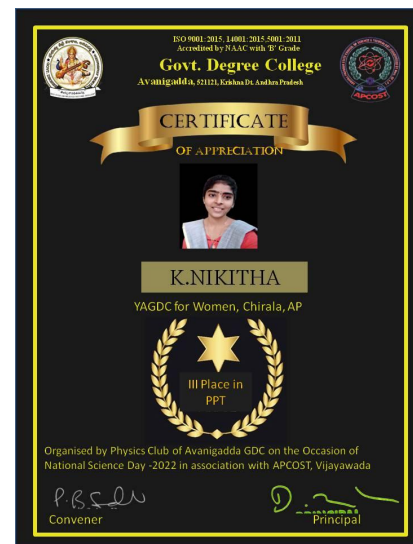 ISO 9001:2015, 14001:2015,5001:2011
Accredited by NAAC with 'B' Grade
Govt. Degree College
Avanigadda, 521121, Krishna Dt. Andhra Pradesh
APCOST
CERTIFICATE
OF APPRECIATION
K.NIKITHA
YAGDC for Women, Chirala, AP
III Place in
PPT
Organised by Physics Club of Avanigadda GDC on the Occasion of
National Science Day -2022 in association with APCOST, Vijayawada
Convener
Principal